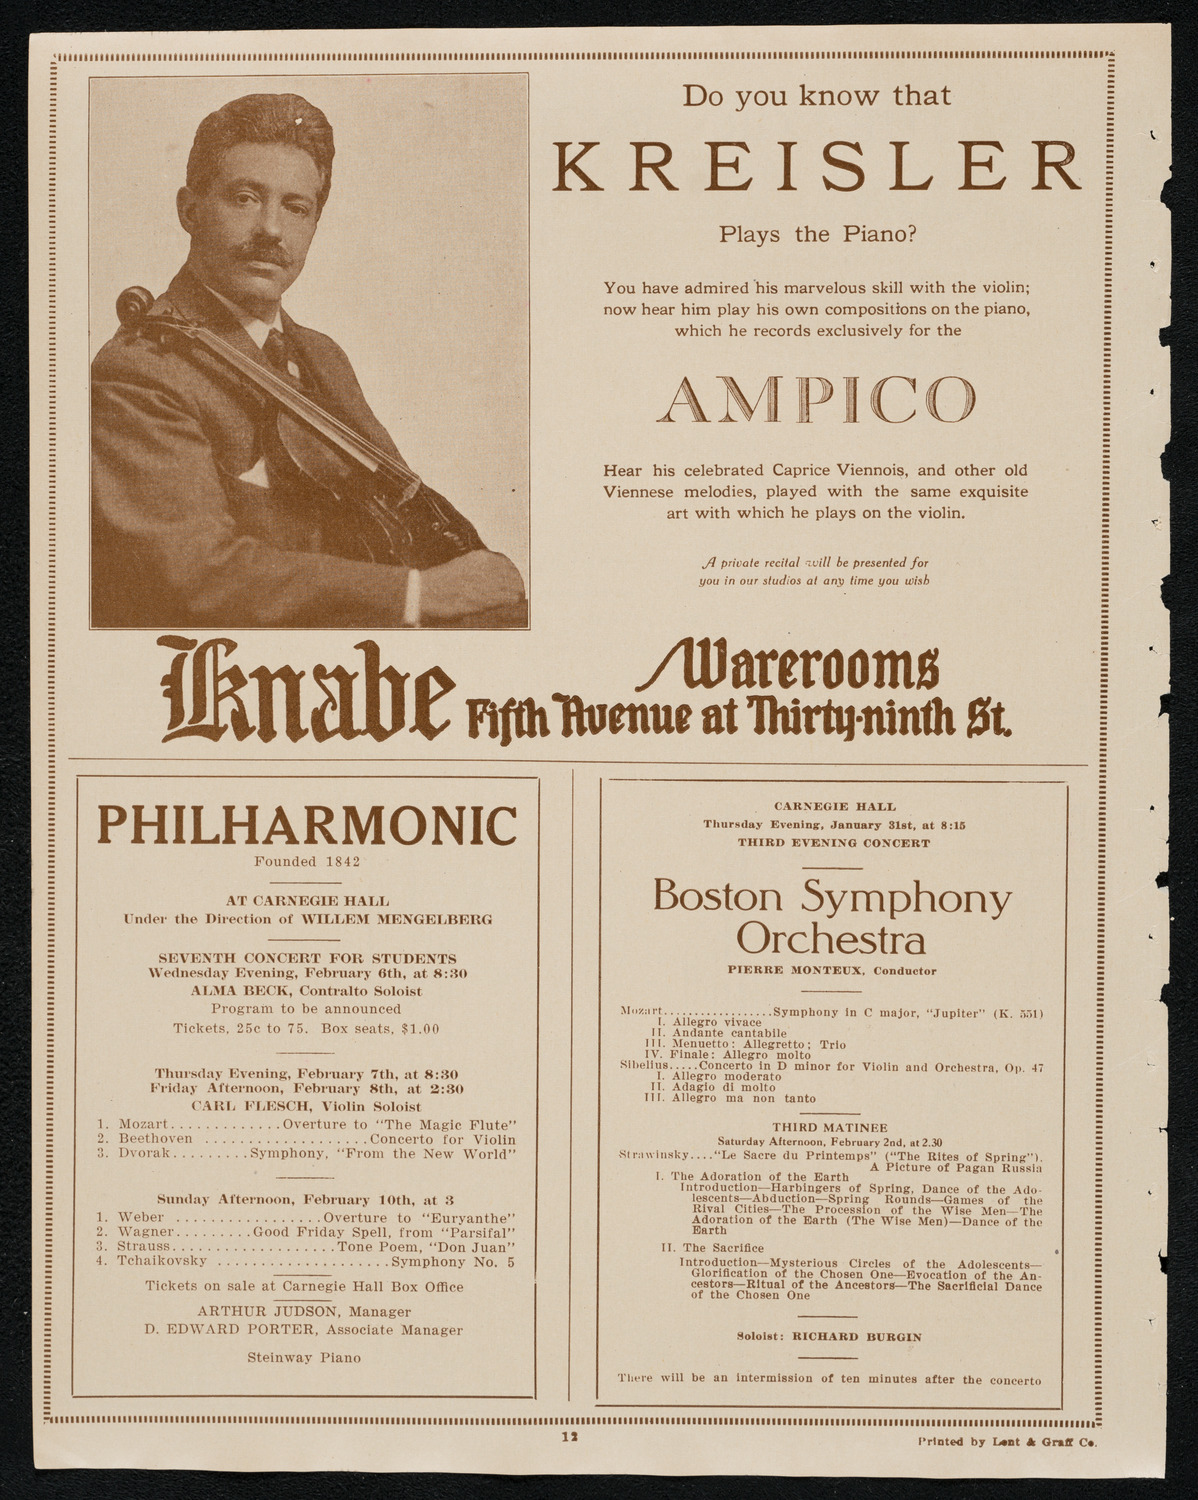 Do you know that
KREISLER
Plays the Piano?
You have admired his marvelous skill with the violin;
now hear him play his own compositions on the piano,
which he records exclusively for the
AMPICO
Hear his celebrated Caprice Viennois, and other old
Viennese melodies, played with the same exquisite
art with which he plays on the violin.
A private recital will be presented for
you in our studios at any time you wish
Knabe
Warerooms
Fifth Avenue at Thirty-ninth St.
PHILHARMONIC
Founded 1842
AT CARNEGIE HALL
Under the Direction of WILLEM MENGELBERG
SEVENTH CONCERT FOR STUDENTS
Wednesday Evening, February 6th, at 8:30
ALMA BECK, Contralto Soloist
Program to be announced
Tickets, 25c to 75. Box seats, $1.00
Thursday Evening, February 7th, at 8:30
Friday Afternoon, February 8th, at 2:30
CARL FLESCH, Violin Soloist
1. Mozart.............Overture to "The Magic Flute"
2. Beethoven ..................Concerto for Violin
3. Dvorak.........Symphony, "From the New World"
Sunday Afternoon, February 10th, at 3
1. Weber ................Overture to "Euryanthe"
2. Wagner.........Good Friday Spell, from "Parsifal"
3. Strauss..................Tone Poem, "Don Juan"
4. Tchaikovsky ...................Symphony No. 5
Tickets on sale at Carnegie Hall Box Office
ARTHUR JUDSON, Manager
D. EDWARD PORTER, Associate Manager
Steinway Piano
CARNEGIE HALL
Thursday Evening, January 31st, at 8:15
THIRD EVENING CONCERT
Boston Symphony
Orchestra
PIERRE MONTEUX, Conductor
Mozart.................Symphony in C major, "Jupiter" (K. 551)
I. Allegro vivace
II. Andante cantabile
III. Menuetto: Allegretto; Trio
IV. Finale: Allegro molto
Sibelius.....Concerto in D minor for Violin and Orchestra, Op. 47
I. Allegro moderato
II. Adagio di molto
III. Allegro ma non tanto
THIRD MATINEE
Saturday Afternoon, February 2nd, at 2.30
Strawinsky...."Le Sacre du Printemps" ("The Rites of Spring").
A Picture of Pagan Russia
I. The Adoration of the Earth
Introduction—Harbingers of Spring, Dance of the Ado-
lescents—Abduction—Spring Rounds—Games of the
Rival Cities—The Procession of the Wise Men—The
Adoration of the Earth (The Wise Men)—Dance of the
Earth
II. The Sacrifice
Introduction—Mysterious Circles of the Adolescents—
Glorification of the Chosen One—Evocation of the An-
cestors—Ritual of the Ancestors—The Sacrificial Dance
of the Chosen One
Soloist: RICHARD BURGIN
There will be an intermission of ten minutes after the concerto
12
Printed by Lent & Graff Co.